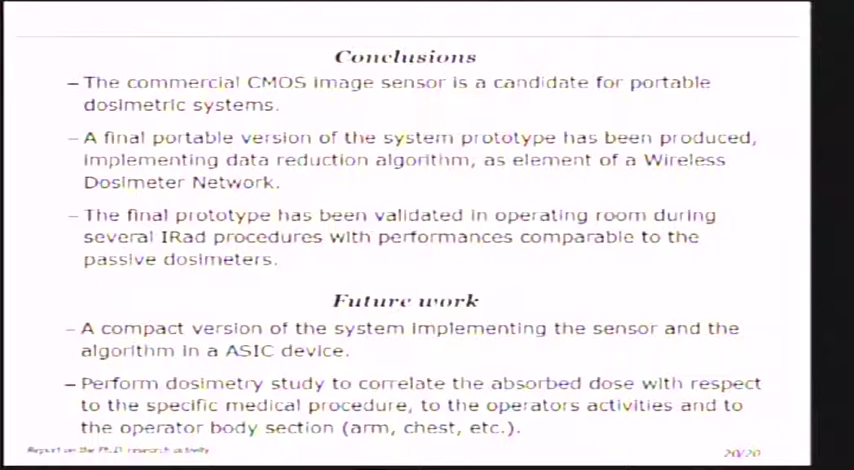 Conclusions
– The commercial CMOS image sensor is a candidate for portable
dosimetric systems.
– A final portable version of the system prototype has been produced,
implementing data reduction algorithm, as element of a Wireless
Dosimeter Network.
– The final prototype has been validated in operating room during
several IRad procedures with performances comparable to the
passive dosimeters.
Future work
– A compact version of the system implementing the sensor and the
algorithm in a ASIC device.
– Perform dosimetry study to correlate the absorbed dose with respect
to the specific medical procedure, to the operators activities and to
the operator body section (arm, chest, etc.).
Report on the Ph.D. research activity
20/20